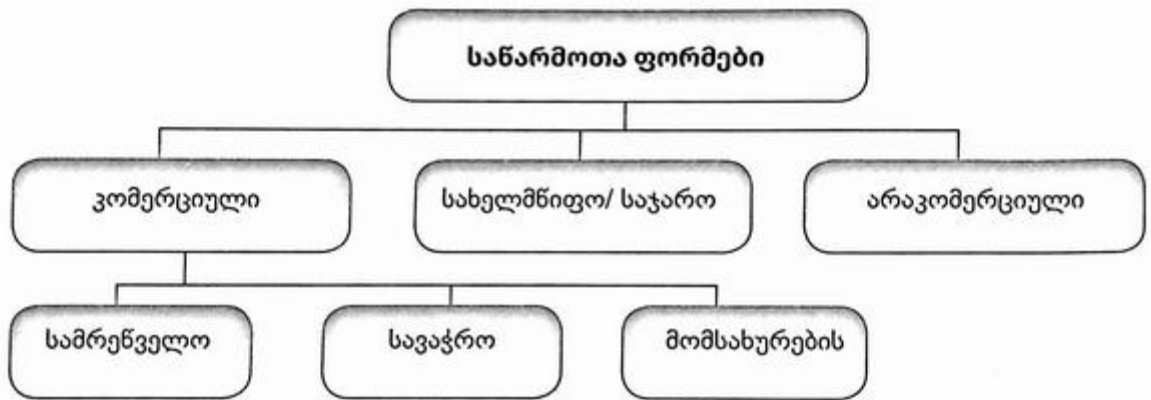 საწარმოთა ფორმები
კომერციული
სახელმწიფო/ საჯარო
არაკომერციული
სამრეწველო
სავაჭრო
მომსახურების